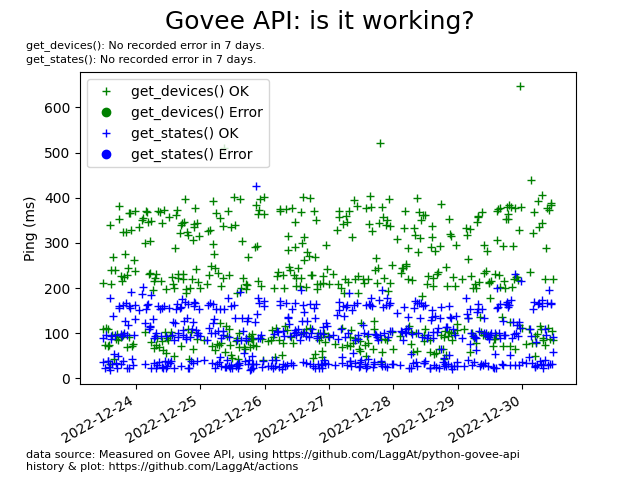 Govee API: is it working?
get_devices(): No recorded error in 7 days.
get_states(): No recorded error in 7 days.
get_devices() OK
get_devices() Error
get_states() OK
get_states() Error
600
500
400
300
200
100
0
Ping (ms)
2022-12-24
2022-12-25
2022-12-26
2022-12-27
2022-12-28
2022-12-29
2022-12-30
data source: Measured on Govee API, using https://github.com/LaggAt/python-govee-api
history & plot: https://github.com/LaggAt/actions